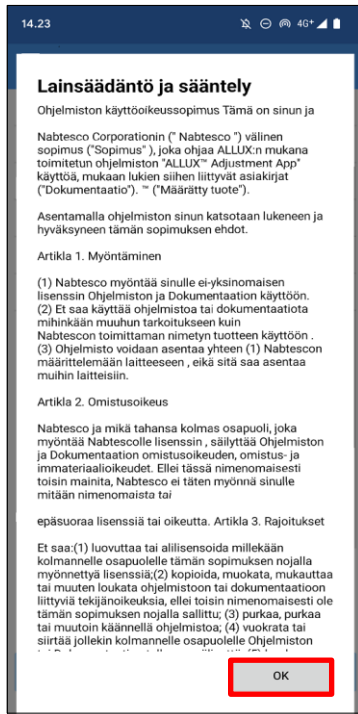 14.23 4G+
Lainsäädäntö ja sääntely
Ohjelmiston käyttöoikeussopimus Tämä on sinun ja
Nabtesco Corporationin (" Nabtesco ") välinen
sopimus ("Sopimus" ), joka ohjaa ALLUX:n mukana
toimitetun ohjelmiston "ALLUX™ Adjustment App"
käyttöä, mukaan lukien siihen liittyvät asiakirjat
("Dokumentaatio"). ™ ("Määrätty tuote").
Asentamalla ohjelmiston sinun katsotaan lukeneen ja
hyväksyneen tämän sopimuksen ehdot.
Artikla 1. Myöntäminen
(1) Nabtesco myöntää sinulle ei-yksinomaisen
lisenssin Ohjelmiston ja Dokumentaation käyttöön.
(2) Et saa käyttää ohjelmistoa tai dokumentaatiota
mihinkään muuhun tarkoitukseen kuin
Nabtescon toimittaman nimetyn tuotteen käyttöön .
(3) Ohjelmisto voidaan asentaa yhteen (1) Nabtescon
määrittelemään laitteeseen , eikä sitä saa asentaa
muihin laitteisiin.
Artikla 2. Omistusoikeus
Nabtesco ja mikä tahansa kolmas osapuoli, joka
myöntää Nabtescolle lisenssin , säilyttää Ohjelmiston
ja Dokumentation omistusoikeuden, omistus- ja
immateriaalioikeudet. Ellei tässä nimenomaisesti
toisin mainita, Nabtesco ei täten myönnä sinulle
mitään nimenomaista tai
epäsuoraa lisenssiä tai oikeutta. Artikla 3. Rajoitukset
Et saa:(1) luovuttaa tai alilisensoida millekään
kolmannelle osapuolelle tämän sopimuksen nojalla
myönnettyä lisenssiä;(2) kopioida, muokata, mukauttaa
tai muuten loukata ohjelmistoon tai dokumentaatioon
liittyviä tekijänoikeuksia, ellei toisin nimenomaisesti ole
tämän sopimuksen nojalla sallittu; (3) purkaa, purkaa
tai muutoin käännellä ohjelmistoa; (4) vuokrata tai
siirtää jollekin kolmannelle osapuolelle Ohjelmiston
OK